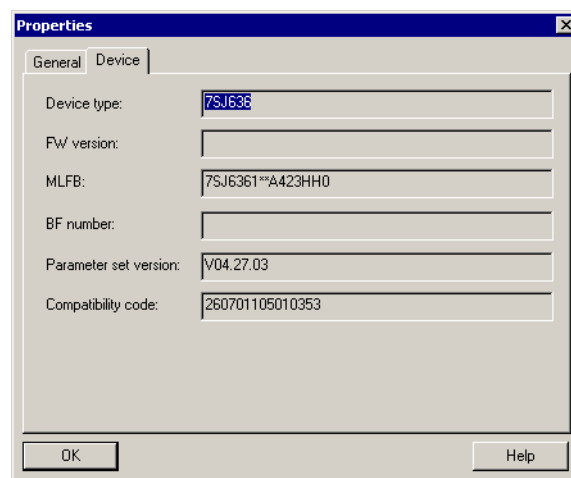 Properties
General Device
Device type: 7SJ636
FW version:
MLFB: 7SJ6361**A423HH0
BF number:
Parameter set version: V04.27.03
Compatibility code: 260701105010353
OK Help